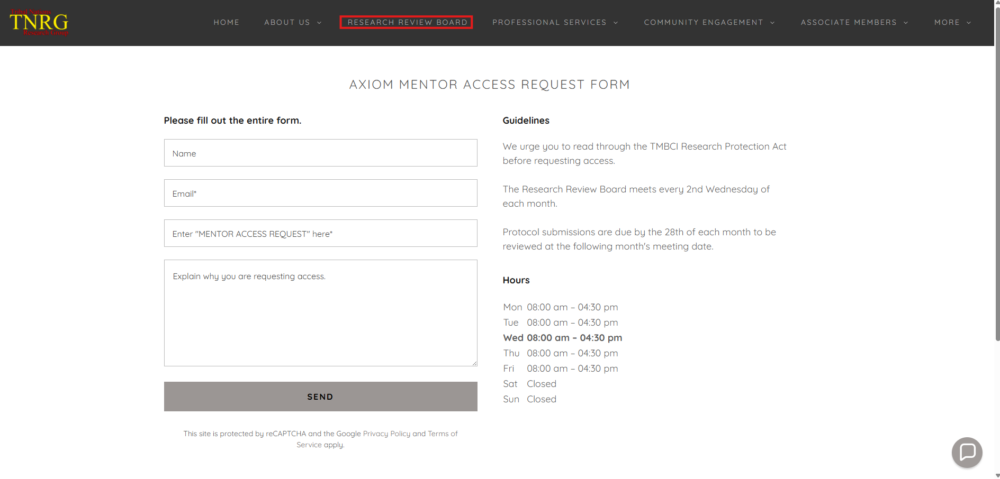 Tribal Nations
TNRG
Research Group
HOME
ABOUT US
RESEARCH REVIEW BOARD
PROFESSIONAL SERVICES
COMMUNITY ENGAGEMENT
ASSOCIATE MEMBERS
MORE
AXIOM MENTOR ACCESS REQUEST FORM
Please fill out the entire form.
Name
Email*
Enter "MENTOR ACCESS REQUEST" here*
Explain why you are requesting access.
SEND
This site is protected by reCAPTCHA and the Google Privacy Policy and Terms of
Service apply.
Guidelines
We urge you to read through the TMBCI Research Protection Act
before requesting access.
The Research Review Board meets every 2nd Wednesday of
each month.
Protocol submissions are due by the 28th of each month to be
reviewed at the following month's meeting date.
Hours
Mon 08:00 am – 04:30 pm
Tue 08:00 am – 04:30 pm
Wed 08:00 am – 04:30 pm
Thu 08:00 am – 04:30 pm
Fri 08:00 am – 04:30 pm
Sat Closed
Sun Closed